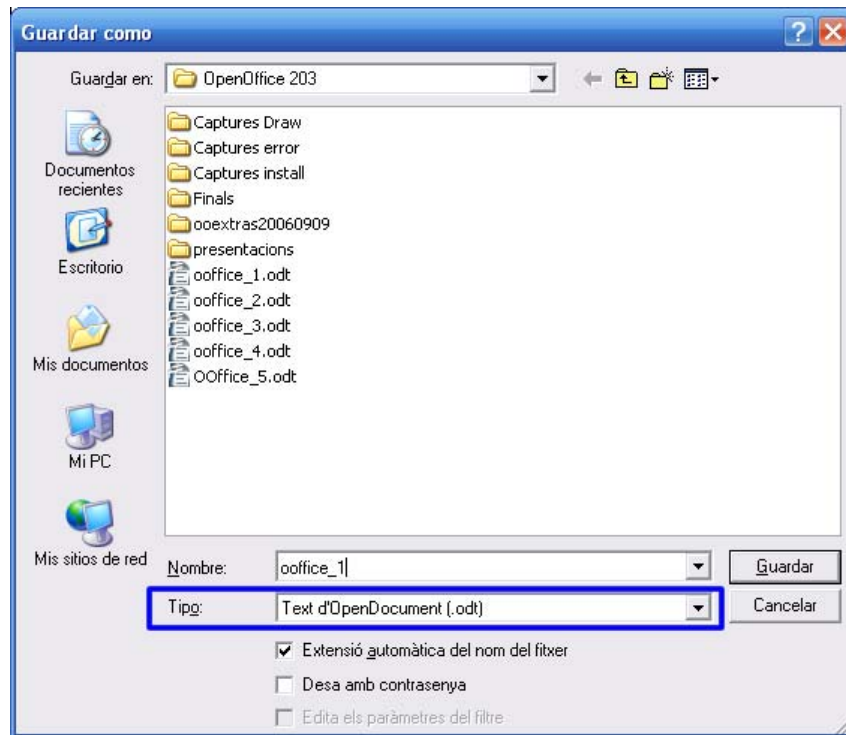 Guardar como
Guardar en: OpenOffice 203
Captures Draw
Captures error
Captures install
Finals
ooextras20060909
presentacions
ooffice_1.odt
ooffice_2.odt
ooffice_3.odt
ooffice_4.odt
OOffice_5.odt
Documentos
recientes
Escritorio
Mis documentos
Mi PC
Mis sitios de red
Nombre: ooffice_1 Guardar
Tipo: Text d'OpenDocument (.odt) Cancelar
Extensió automàtica del nom del fitxer
Desa amb contrasenya
Edita els paràmetres del filtre